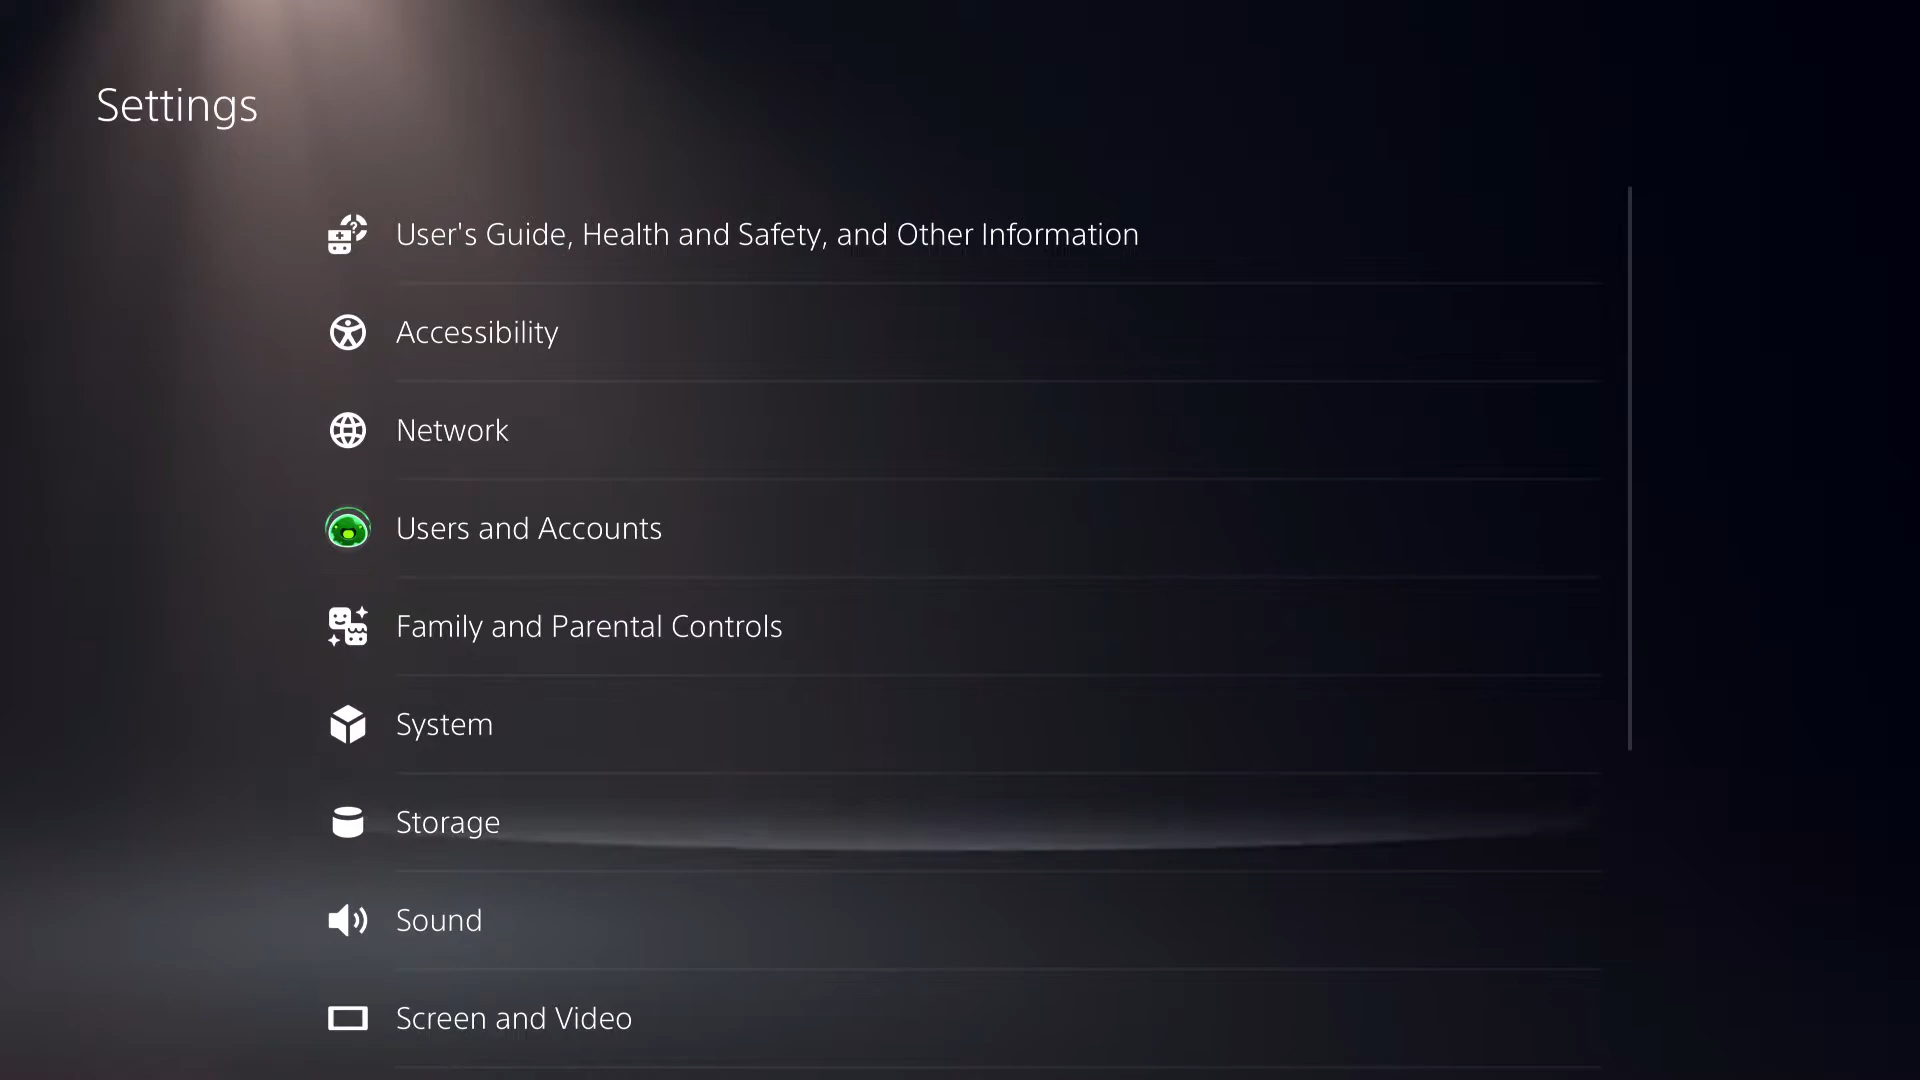 Settings
User's Guide, Health and Safety, and Other Information
Accessibility
Network
Users and Accounts
Family and Parental Controls
System
Storage
Sound
Screen and Video